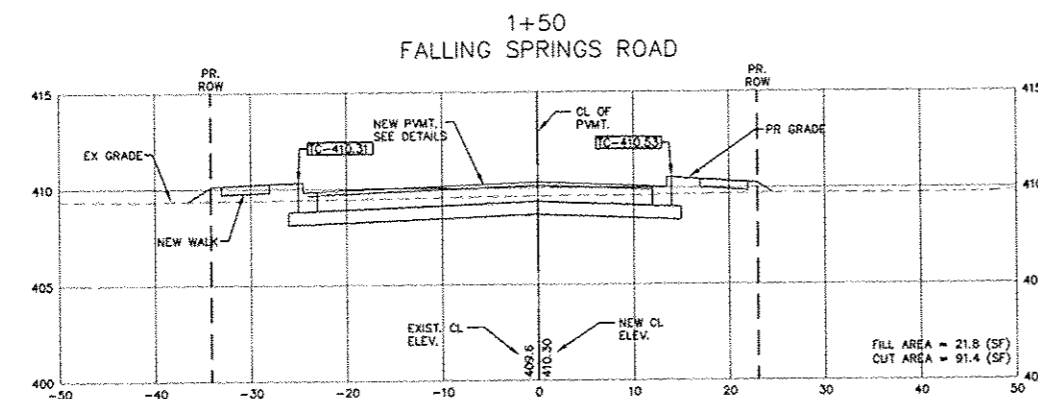 1+50
FALLING SPRINGS ROAD
PR.
ROW
PR.
ROW
415
415
NEW PVMT.
SEE DETAILS
CL OF
PVMT.
TC-410.31
TC-410.53
PR GRADE
EX GRADE
410
410
NEW WALK
405
40
EXIST. CL
ELEV.
409.6
410.30
NEW CL
ELEV.
FILL AREA = 21.8 (SF)
CUT AREA = 91.4 (SF)
400
40
-50
-40
-30
-20
-10
0
10
20
30
40
50